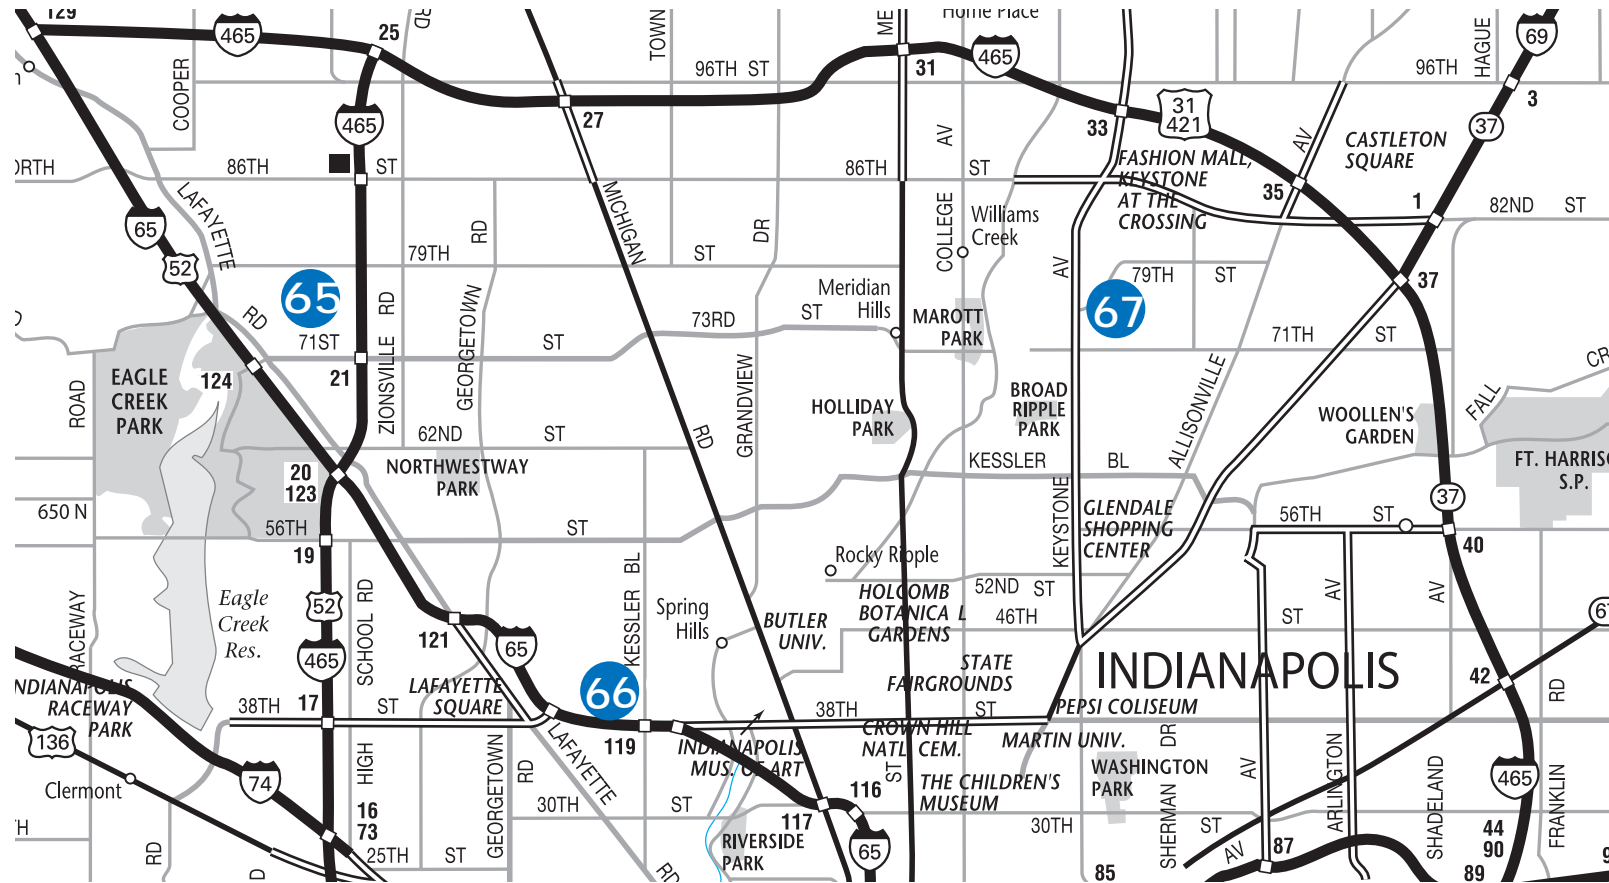 129
465
25
RD
TOWN
ME
Home Place
HAGUE
69
COOPER
96TH ST
31
465
96TH
3
465
27
33
31
421
AV
AV
37
CASTLETON
SQUARE
86TH
ST
86TH
ST
FASHION MALL,
KEYSTONE
AT THE
CROSSING
35
1
82ND
ST
LAFAYETTE
RD
65
52
MICHIGAN
RD
DR
COLLEGE
Williams
Creek
AV
79TH
ST
79TH
ST
37
65
67
Meridian
Hills
MAROTT
PARK
ZIONSVILLE
RD
GEORGETOWN
RD
73RD
ST
71ST
ST
71TH
ST
21
124
EAGLE
CREEK
PARK
ROAD
GRANDVIEW
HOLLIDAY
PARK
BROAD
RIPPLE
PARK
ALLISONVILLE
WOOLLEN'S
GARDEN
FALL
62ND
ST
NORTHWESTWAY
PARK
KESSLER
BL
FT. HARRIS
S.P.
20
123
650 N
56TH
ST
KEYSTONE
GLENDALE
SHOPPING
CENTER
56TH
ST
37
40
19
Rocky Ripple
52ND
ST
Eagle
Creek
Res.
52
SCHOOL
RD
KESSLER
BL
Spring
Hills
BUTLER
UNIV.
HOLCOMB
BOTANICA L
GARDENS
46TH
ST
AV
AV
67
121
65
465
RACEWAY
STATE
FAIRGROUNDS
INDIANAPOLIS
42
INDIANAPOLIS
RACEWAY
PARK
17
38TH
ST
LAFAYETTE
SQUARE
66
38TH
ST
PEPSI COLISEUM
RD
136
HIGH
119
LAFAYETTE
RD
INDIANAPOLIS
MUS. OF ART
CROWN HILL
NATL. CEM.
MARTIN UNIV.
Clermont
74
GEORGETOWN
RD
ST
THE CHILDREN'S
MUSEUM
WASHINGTON
PARK
SHERMAN
DR
AV
ARLINGTON
SHADELAND
465
FRANKLIN
16
73
30TH
ST
117
116
30TH
ST
44
90
25TH
ST
RD
RIVERSIDE
PARK
65
AV
87
85
89